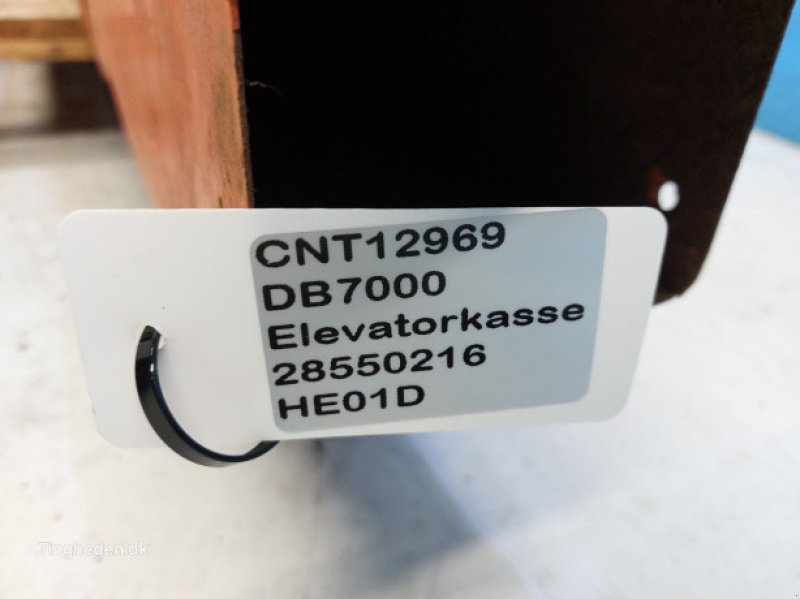 CNT12969
DB7000
Elevatorkasse
28550216
HE01D
Tingheden.dk